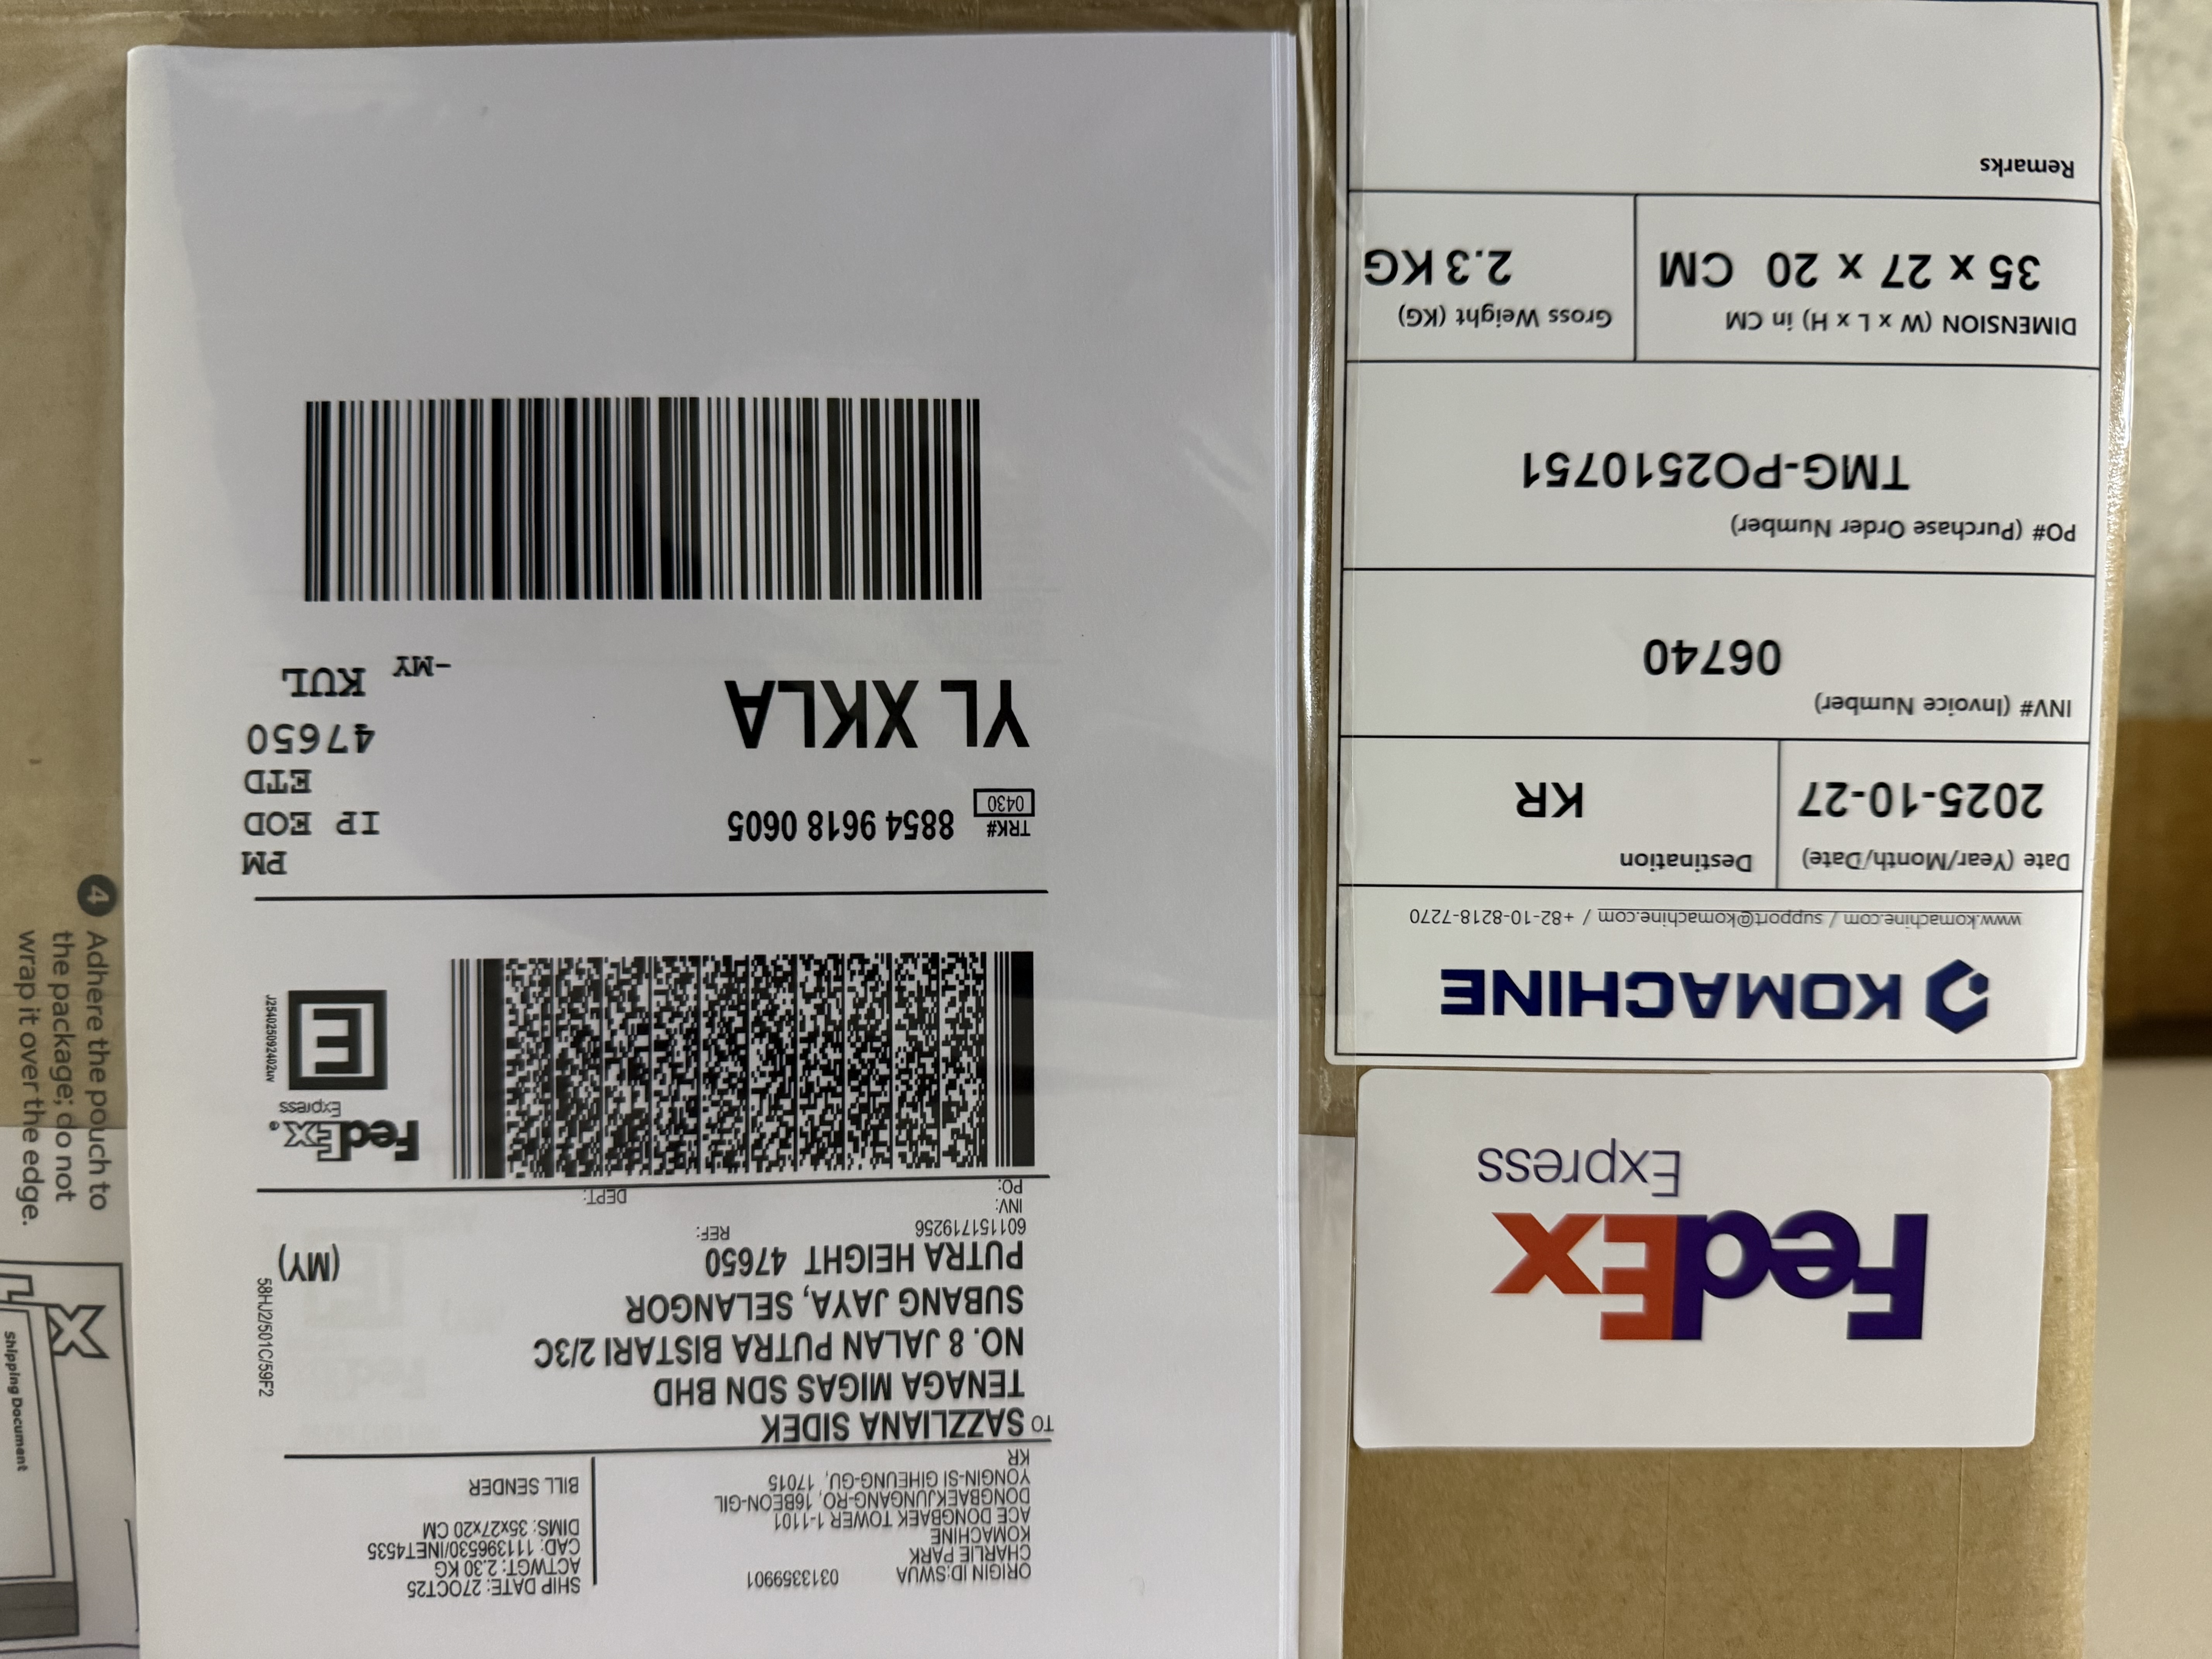 ORIGIN ID:SWUA 0313359901
CHARLIE PARK
KOMACHINE
ACE DONGBAEK TOWER 1-1101
DONGBAEKJUNGANG-RO, 16BEON-GIL
YONGIN-SI GIHEUNG-GU, 17015
KR
SHIP DATE: 27OCT25
ACTWGT: 2.30 KG
CAD: 111396530/INET4535
DIMS: 35x27x20 CM
BILL SENDER
TO SAZZLIANA SIDEK
TENAGA MIGAS SDN BHD
NO. 8 JALAN PUTRA BISTARI 2/3C
SUBANG JAYA, SELANGOR
PUTRA HEIGHT 47650
(MY)
601151719256 REF:
INV:
PO: DEPT:
58HJ2/501C/59F2
FedEx®
Express
E
J254025092402uv
TRK# 8854 9618 0605
0430
PM
IP EOD
ETD
47650
YL XKLA
-MY KUL
FedEx
Express
KOMACHINE
www.komachine.com / support@komachine.com / +82-10-8218-7270
Date (Year/Month/Date)
2025-10-27
Destination
KR
INV# (Invoice Number)
06740
PO# (Purchase Order Number)
TMG-PO2510751
DIMENSION (W x L x H) in CM
35 x 27 x 20 CM
Gross Weight (KG)
2.3 KG
Remarks
4 Adhere the pouch to
the package; do not
wrap it over the edge.
x
Shipping Document